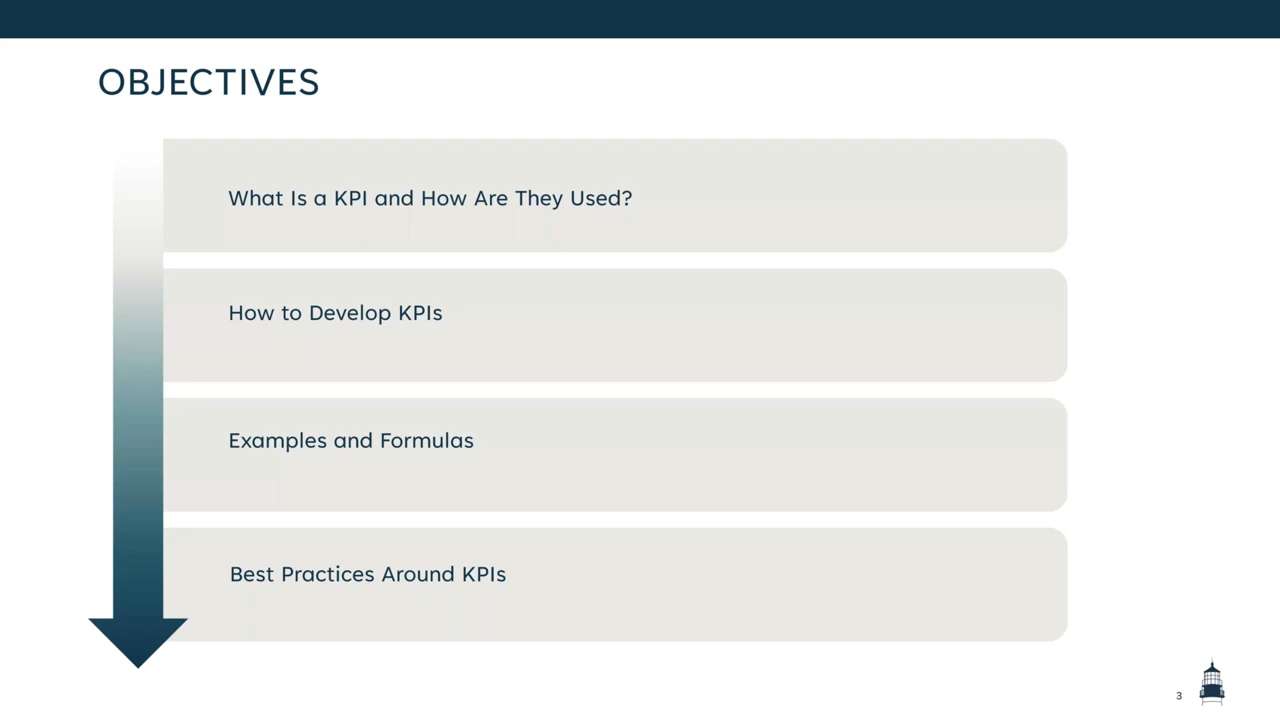 OBJECTIVES
What Is a KPI and How Are They Used?
How to Develop KPIs
Examples and Formulas
Best Practices Around KPIs
3